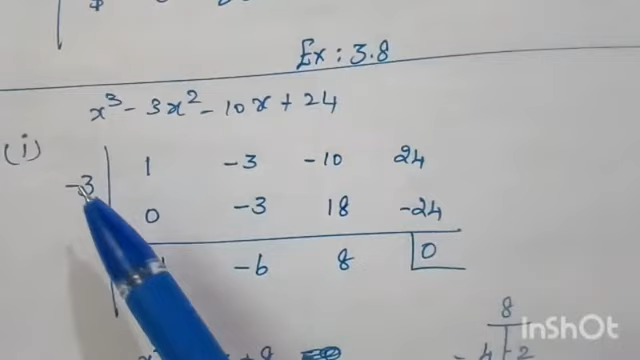 Ex : 3.8
x³ - 3x² - 10x + 24
(i)
1 -3 -10 24
-3
0 -3 18 -24
-6 8 0
8
-4 -2
inShOt